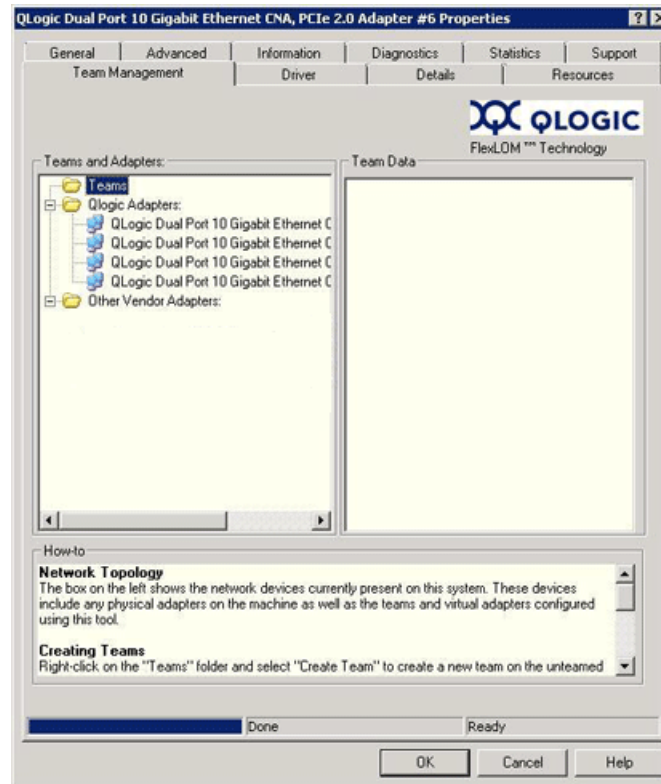 QLogic Dual Port 10 Gigabit Ethernet CNA, PCIe 2.0 Adapter #6 Properties
General Advanced Information Diagnostics Statistics Support
Team Management Driver Details Resources
QLOGIC
FlexLOM ™ Technology
Teams and Adapters:
Teams
Qlogic Adapters:
QLogic Dual Port 10 Gigabit Ethernet C
QLogic Dual Port 10 Gigabit Ethernet C
QLogic Dual Port 10 Gigabit Ethernet C
QLogic Dual Port 10 Gigabit Ethernet C
Other Vendor Adapters:
Team Data
How-to
Network Topology
The box on the left shows the network devices currently present on this system. These devices
include any physical adapters on the machine as well as the teams and virtual adapters configured
using this tool.
Creating Teams
Right-click on the "Teams" folder and select "Create Team" to create a new team on the unteamed
Done Ready
OK Cancel Help